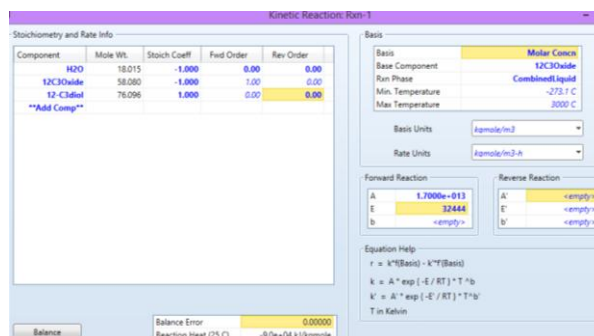 Kinetic Reaction: Rxn-1
Stoichiometry and Rate Info
Component Mole Wt. Stoich Coeff Fwd Order Rev Order
H2O 18.015 -1.000 0.00 0.00
12C3Oxide 58.080 -1.000 1.00 0.00
12-C3diol 76.096 1.000 0.00 0.00
**Add Comp**
Balance
Balance Error 0.00000
Reaction Heat (25 C) -9.0e+04 kJ/kgmole
Basis
Basis Molar Concn
Base Component 12C3Oxide
Rxn Phase CombinedLiquid
Min. Temperature -273.1 C
Max Temperature 3000 C
Basis Units kgmole/m3
Rate Units kgmole/m3-h
Forward Reaction
A 1.7000e+013
E 32444
b <empty>
Reverse Reaction
A' <empty>
E' <empty>
b' <empty>
Equation Help
r = k*f(Basis) - k'*f'(Basis)
k = A * exp { -E / RT } * T ^b
k' = A' * exp { -E' / RT } * T^b'
T in Kelvin